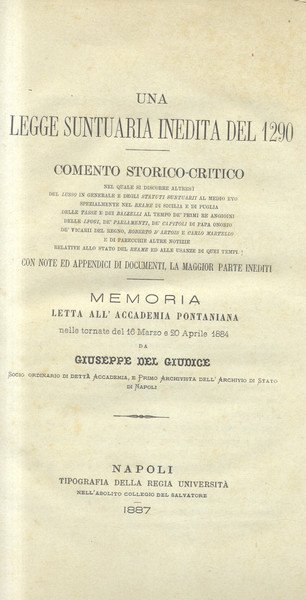 UNA
LEGGE SUNTUARIA INEDITA DEL 1290
COMENTO STORICO-CRITICO
NEL QUALE SI DISCORRE ALTRESÌ
DEL LUSSO IN GENERALE E DEGLI STATUTI SUNTUARII AL MEDIO EVO
SPEZIALMENTE NEL REAME DI SICILIA E DI PUGLIA
DELLE TASSE E DEI BALZELLI AL TEMPO DE' PRIMI RE ANGIOINI
DELLE LEGGI, DE' PARLAMENTI, DE' CAPITOLI DI PAPA ONORIO
DE' VICARII DEL REGNO, ROBERTO D'ARTOIS E CARLO MARTELLO
E DI PARECCHIE ALTRE NOTIZIE
RELATIVE ALLO STATO DEL REAME ED ALLE USANZE DI QUEI TEMPI
CON NOTE ED APPENDICI DI DOCUMENTI, LA MAGGIOR PARTE INEDITI
MEMORIA
LETTA ALL' ACCADEMIA PONTANIANA
nelle tornate del 16 Marzo e 20 Aprile 1884
DA
GIUSEPPE DEL GIUDICE
Socio ordinario di detta Accademia, e Primo Archivista dell' Archivio di Stato
di Napoli
NAPOLI
TIPOGRAFIA DELLA REGIA UNIVERSITÀ
NELL'ABOLITO COLLEGIO DEL SALVATORE
1887